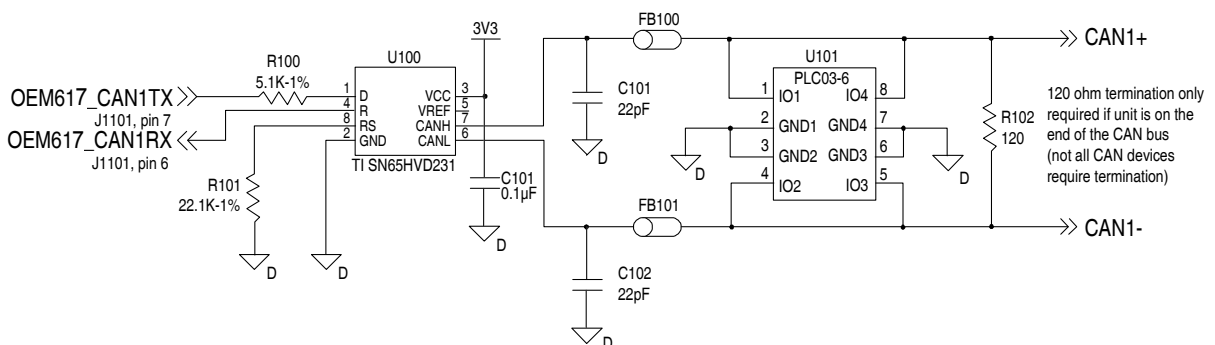 3V3
FB100
CAN1+
U100
U101
PLC03-6
R100
5.1K-1%
C101
22pF
OEM617_CAN1TX
J1101, pin 7
OEM617_CAN1RX
J1101, pin 6
1 D VCC 3
4 R VREF 5
8 RS CANH 7
2 GND CANL 6
TI SN65HVD231
1 IO1 IO4 8
2 GND1 GND4 7
3 GND2 GND3 6
4 IO2 IO3 5
R102
120
120 ohm termination only
required if unit is on the
end of the CAN bus
(not all CAN devices
require termination)
D
D
D
R101
22.1K-1%
C101
0.1µF
FB101
CAN1-
D
D
D
C102
22pF
D